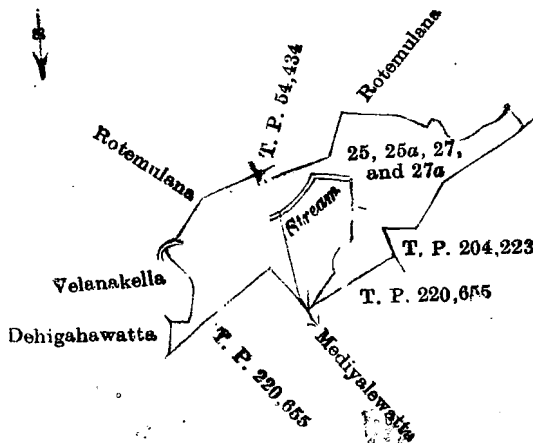 Rotemulana
T. P. 54,434
Rotemulana
25, 25a, 27,
and 27a
Stream
T. P. 204,223
Velanakella
T. P. 220,655
Dehigahawatta
T. P. 220,655
Mediyalewatta